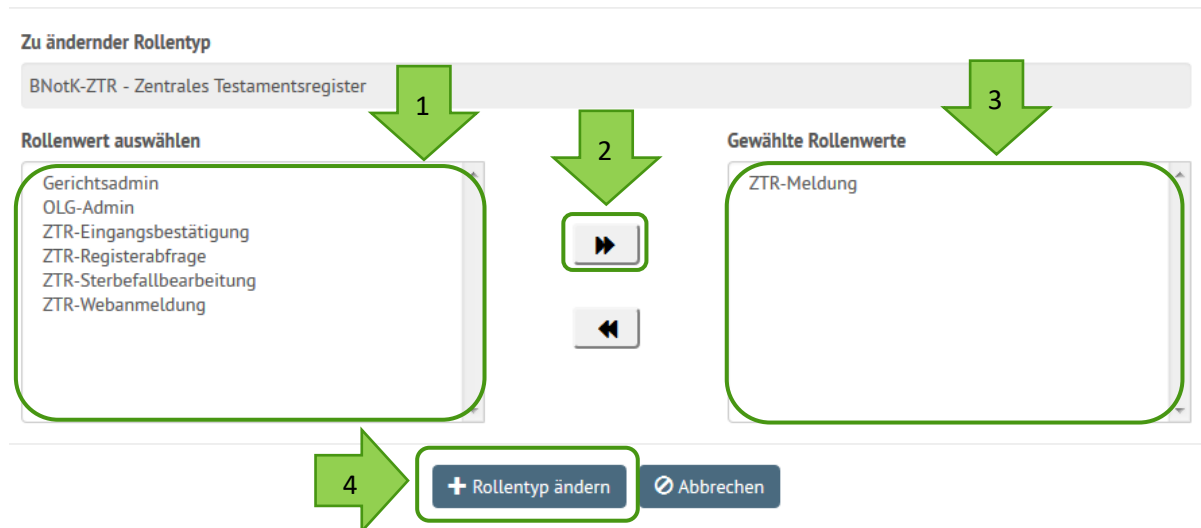 Zu ändernder Rollentyp
BNotK-ZTR - Zentrales Testamentsregister
1
3
2
Rollenwert auswählen
Gewählte Rollenwerte
Gerichtsadmin
OLG-Admin
ZTR-Eingangsbestätigung
ZTR-Registerabfrage
ZTR-Sterbefallbearbeitung
ZTR-Webanmeldung
ZTR-Meldung
4
Rollentyp ändern
Abbrechen